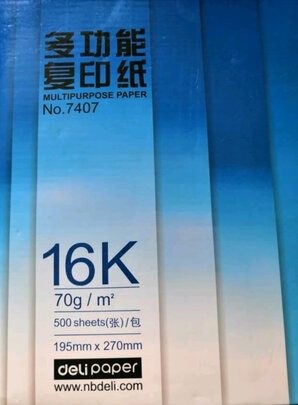 多功能
复印纸
MULTIPURPOSE PAPER
No.7407
16K
70g / m²
500 sheets(张)/包
195mm x 270mm
deli paper
www.nbdeli.com